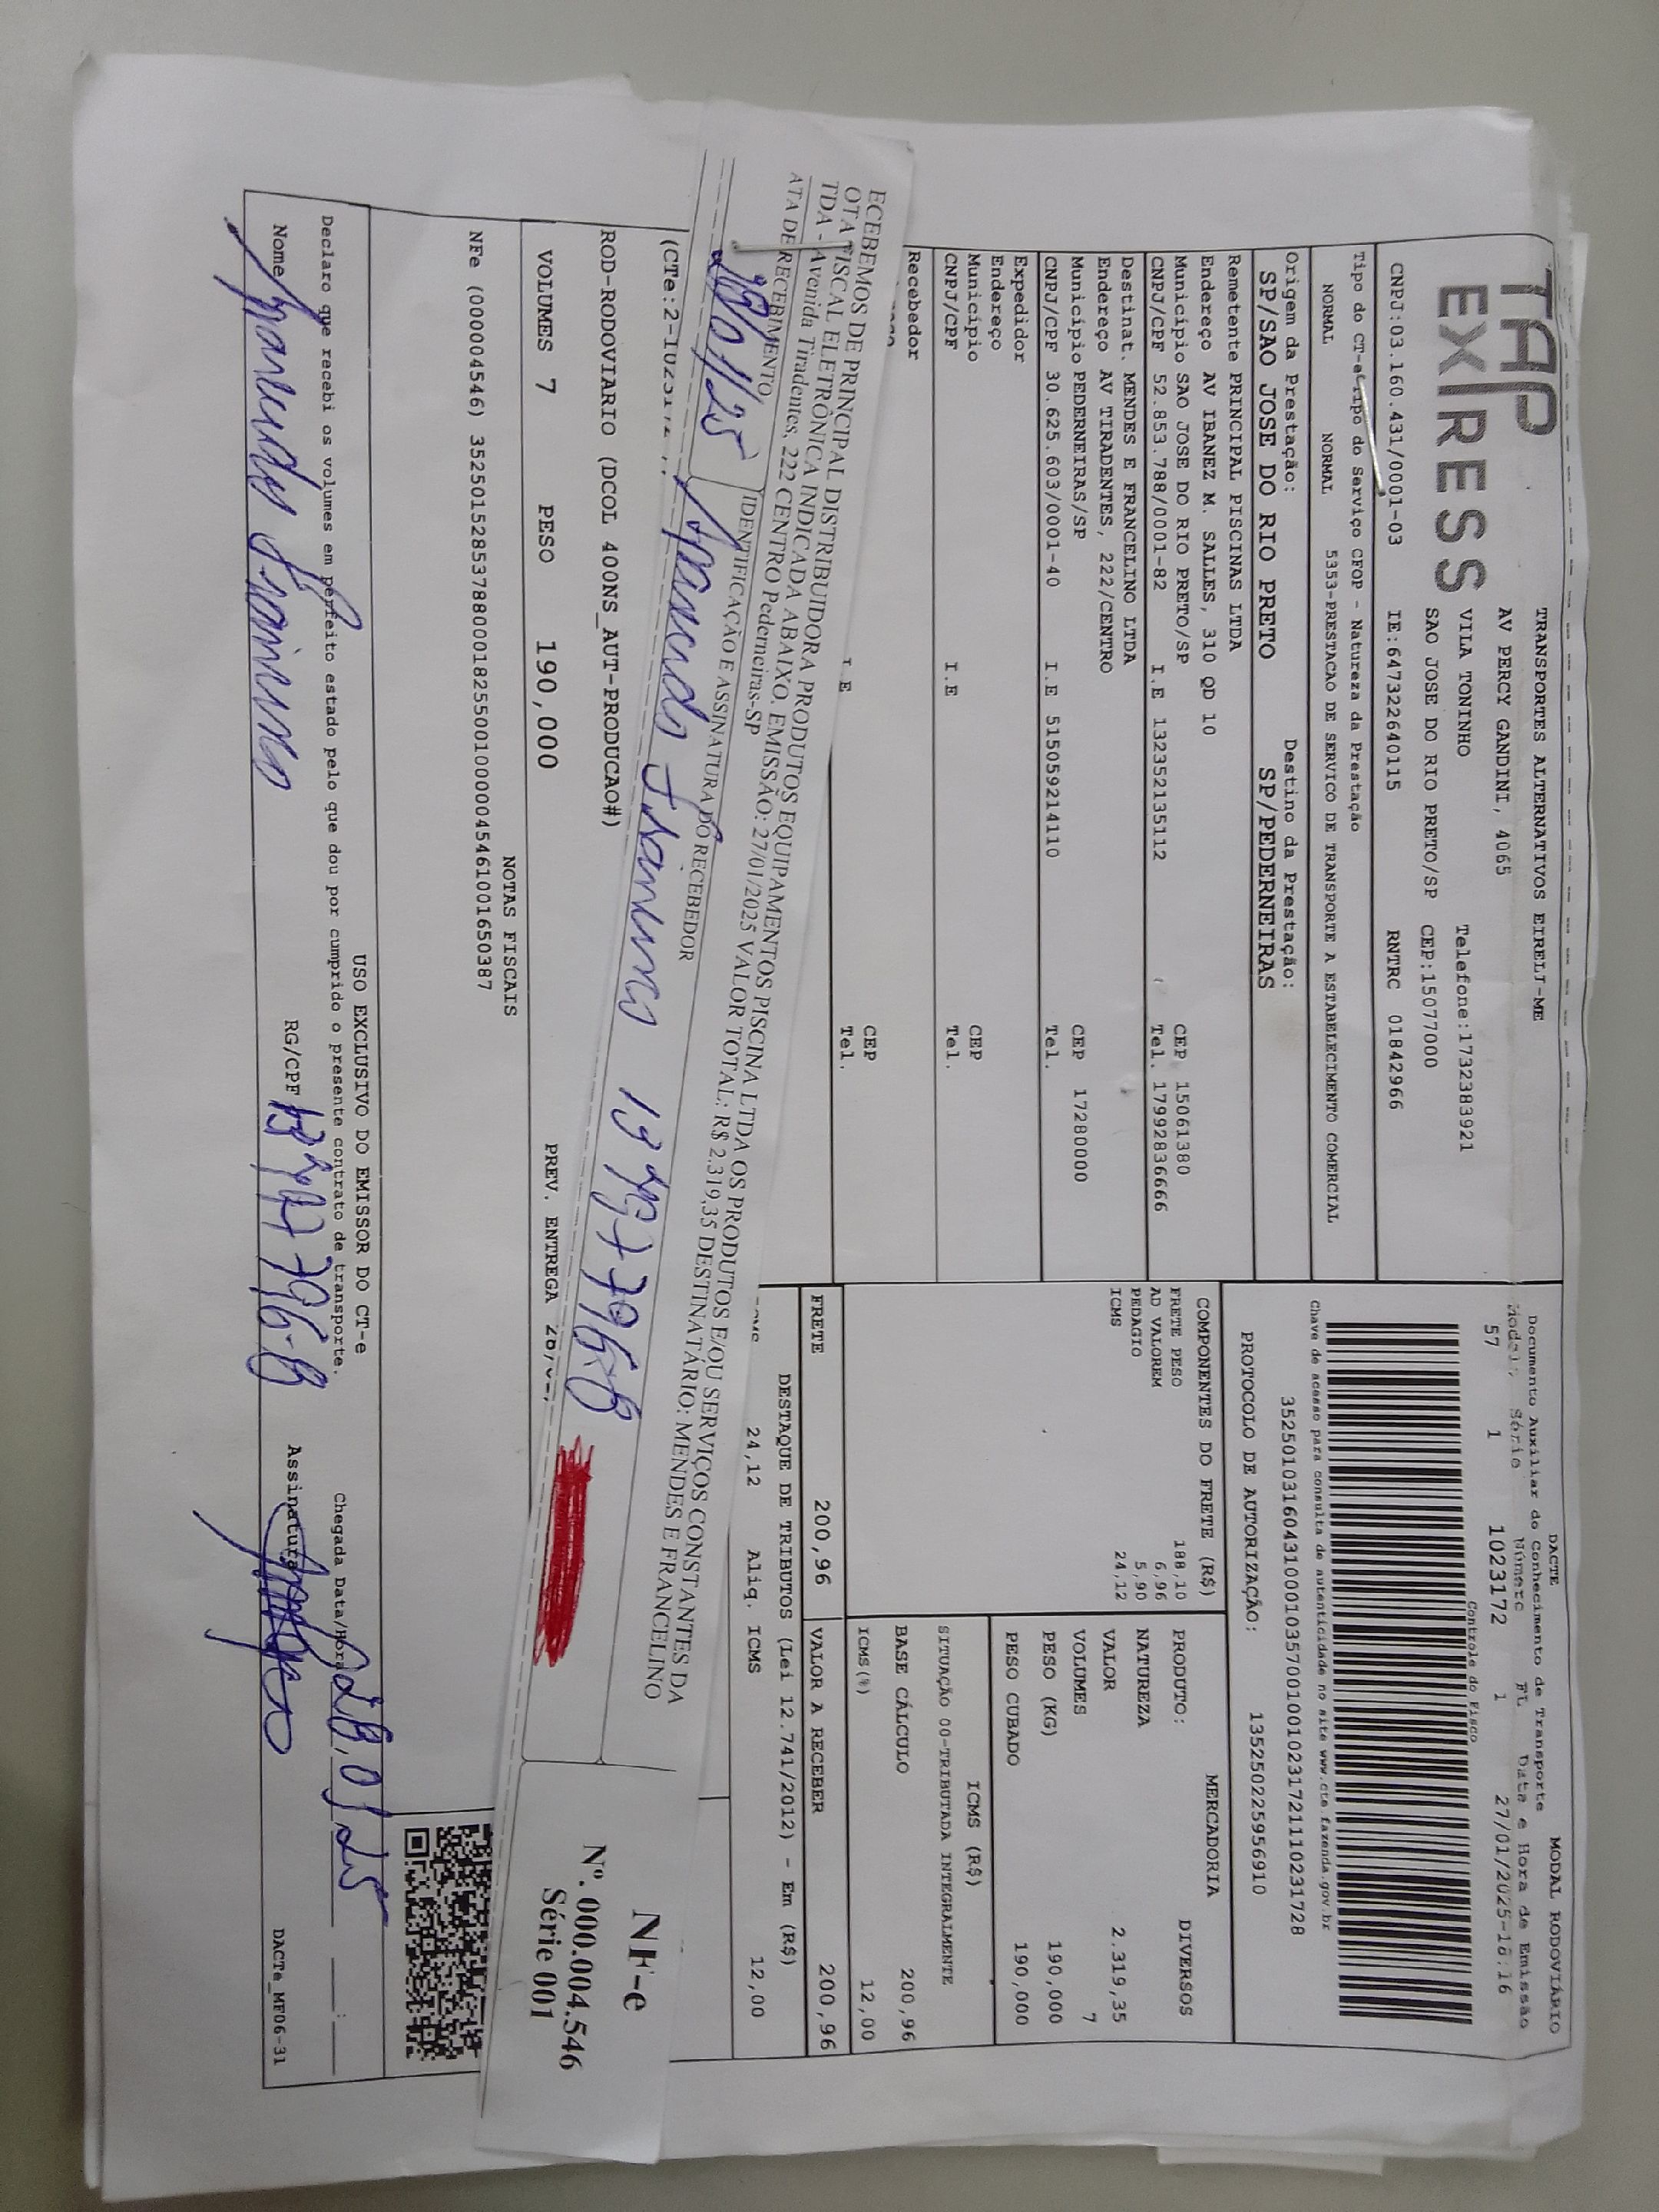 TAP
EXPRESS
TRANSPORTES ALTERNATIVOS EIRELI-ME
AV PERCY GANDINI, 4065
VILA TONINHO Telefone:1732383921
SAO JOSE DO RIO PRETO/SP CEP:15077000
CNPJ:03.160.431/0001-03 IE:647322640115 RNTRC 01842966
DACTE MODAL RODOVIÁRIO
Documento Auxiliar do Conhecimento de Transporte
Modelo Série Número FL Data e Hora de Emissão
57 1 1023172 1 27/01/2025-18:16
Controle do Fisco
Chave de acesso para consulta de autenticidade no site www.cte.fazenda.gov.br
35250103160431000103570010010231721110231728
PROTOCOLO DE AUTORIZAÇÃO: 135250225956910
Tipo do CT-e Tipo do Serviço CFOP - Natureza da Prestação
NORMAL NORMAL 5353-PRESTACAO DE SERVICO DE TRANSPORTE A ESTABELECIMENTO COMERCIAL
Origem da Prestação: Destino da Prestação:
SP/SAO JOSE DO RIO PRETO SP/PEDERNEIRAS
Remetente PRINCIPAL PISCINAS LTDA
Endereço AV IBANEZ M. SALLES, 310 QD 10
Município SAO JOSE DO RIO PRETO/SP CEP 15061380
CNPJ/CPF 52.853.788/0001-82 I.E 132352135112 Tel. 17992836666
Destinat. MENDES E FRANCELINO LTDA
Endereço AV TIRADENTES, 222/CENTRO
Município PEDERNEIRAS/SP CEP 17280000
CNPJ/CPF 30.625.603/0001-40 I.E 515059214110 Tel.
Expedidor
Endereço
Município CEP
CNPJ/CPF I.E Tel.
Recebedor
CEP
I.E Tel.
COMPONENTES DO FRETE (R$)
FRETE PESO 188,10
AD VALOREM 6,96
PEDAGIO 5,90
ICMS 24,12
MERCADORIA
PRODUTO: DIVERSOS
NATUREZA
VALOR 2.319,35
VOLUMES 7
PESO (KG) 190,000
PESO CUBADO 190,000
ICMS (R$)
SITUAÇÃO 00-TRIBUTADA INTEGRALMENTE
BASE CÁLCULO 200,96
ICMS(%) 12,00
FRETE 200,96 VALOR A RECEBER 200,96
DESTAQUE DE TRIBUTOS (Lei 12.741/2012) - Em (R$)
24,12 Aliq. ICMS 12,00
ECEBEMOS DE PRINCIPAL DISTRIBUIDORA PRODUTOS EQUIPAMENTOS PISCINA LTDA OS PRODUTOS E/OU SERVIÇOS CONSTANTES DA
OTA FISCAL ELETRÔNICA INDICADA ABAIXO. EMISSÃO: 27/01/2025 VALOR TOTAL: R$ 2.319,35 DESTINATÁRIO: MENDES E FRANCELINO
TDA - Avenida Tiradentes, 222 CENTRO Pederneiras-SP
ATA DE RECEBIMENTO IDENTIFICAÇÃO E ASSINATURA DO RECEBEDOR
NF-e
Nº. 000.004.546
Série 001
ROD-RODOVIARIO (DCOL 400NS_AUT-PRODUCAO#)
VOLUMES 7 PESO 190,000 PREV. ENTREGA
NOTAS FISCAIS
NFe (000004546) 35250152853788000182550010000045461001650387
USO EXCLUSIVO DO EMISSOR DO CT-e
Declaro que recebi os volumes em perfeito estado pelo que dou por cumprido o presente contrato de transporte. Chegada Data/Hora 28/01/25
Nome RG/CPF Assinatura
DACTe_MF06-31